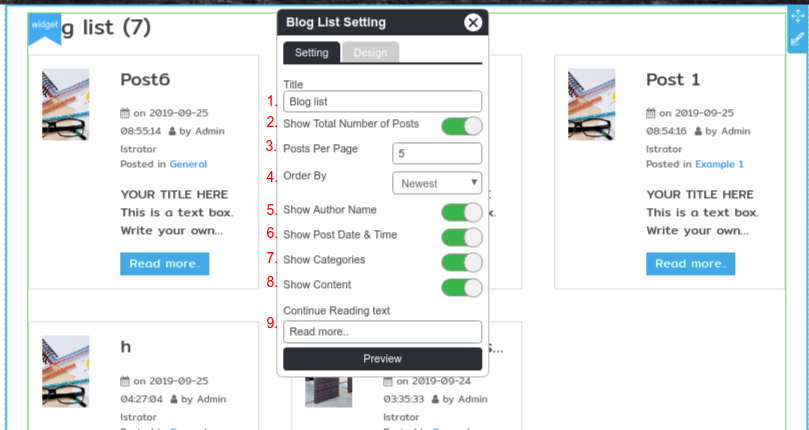 widget
g list (7)
Post6
on 2019-09-25
08:55:14 by Admin
Istrator
Posted in General
YOUR TITLE HERE
This is a text box.
Write your own...
Read more..
Blog List Setting
Setting
Design
Title
1. Blog list
2. Show Total Number of Posts
3. Posts Per Page 5
4. Order By Newest
5. Show Author Name
6. Show Post Date & Time
7. Show Categories
8. Show Content
Continue Reading text
9. Read more..
Preview
Post 1
on 2019-09-25
08:54:16 by Admin
Istrator
Posted in Example 1
YOUR TITLE HERE
This is a text box.
Write your own...
Read more..
h
on 2019-09-25
04:27:04 by Admin
Istrator
s...
on 2019-09-24
03:35:33 by Admin
Istrator